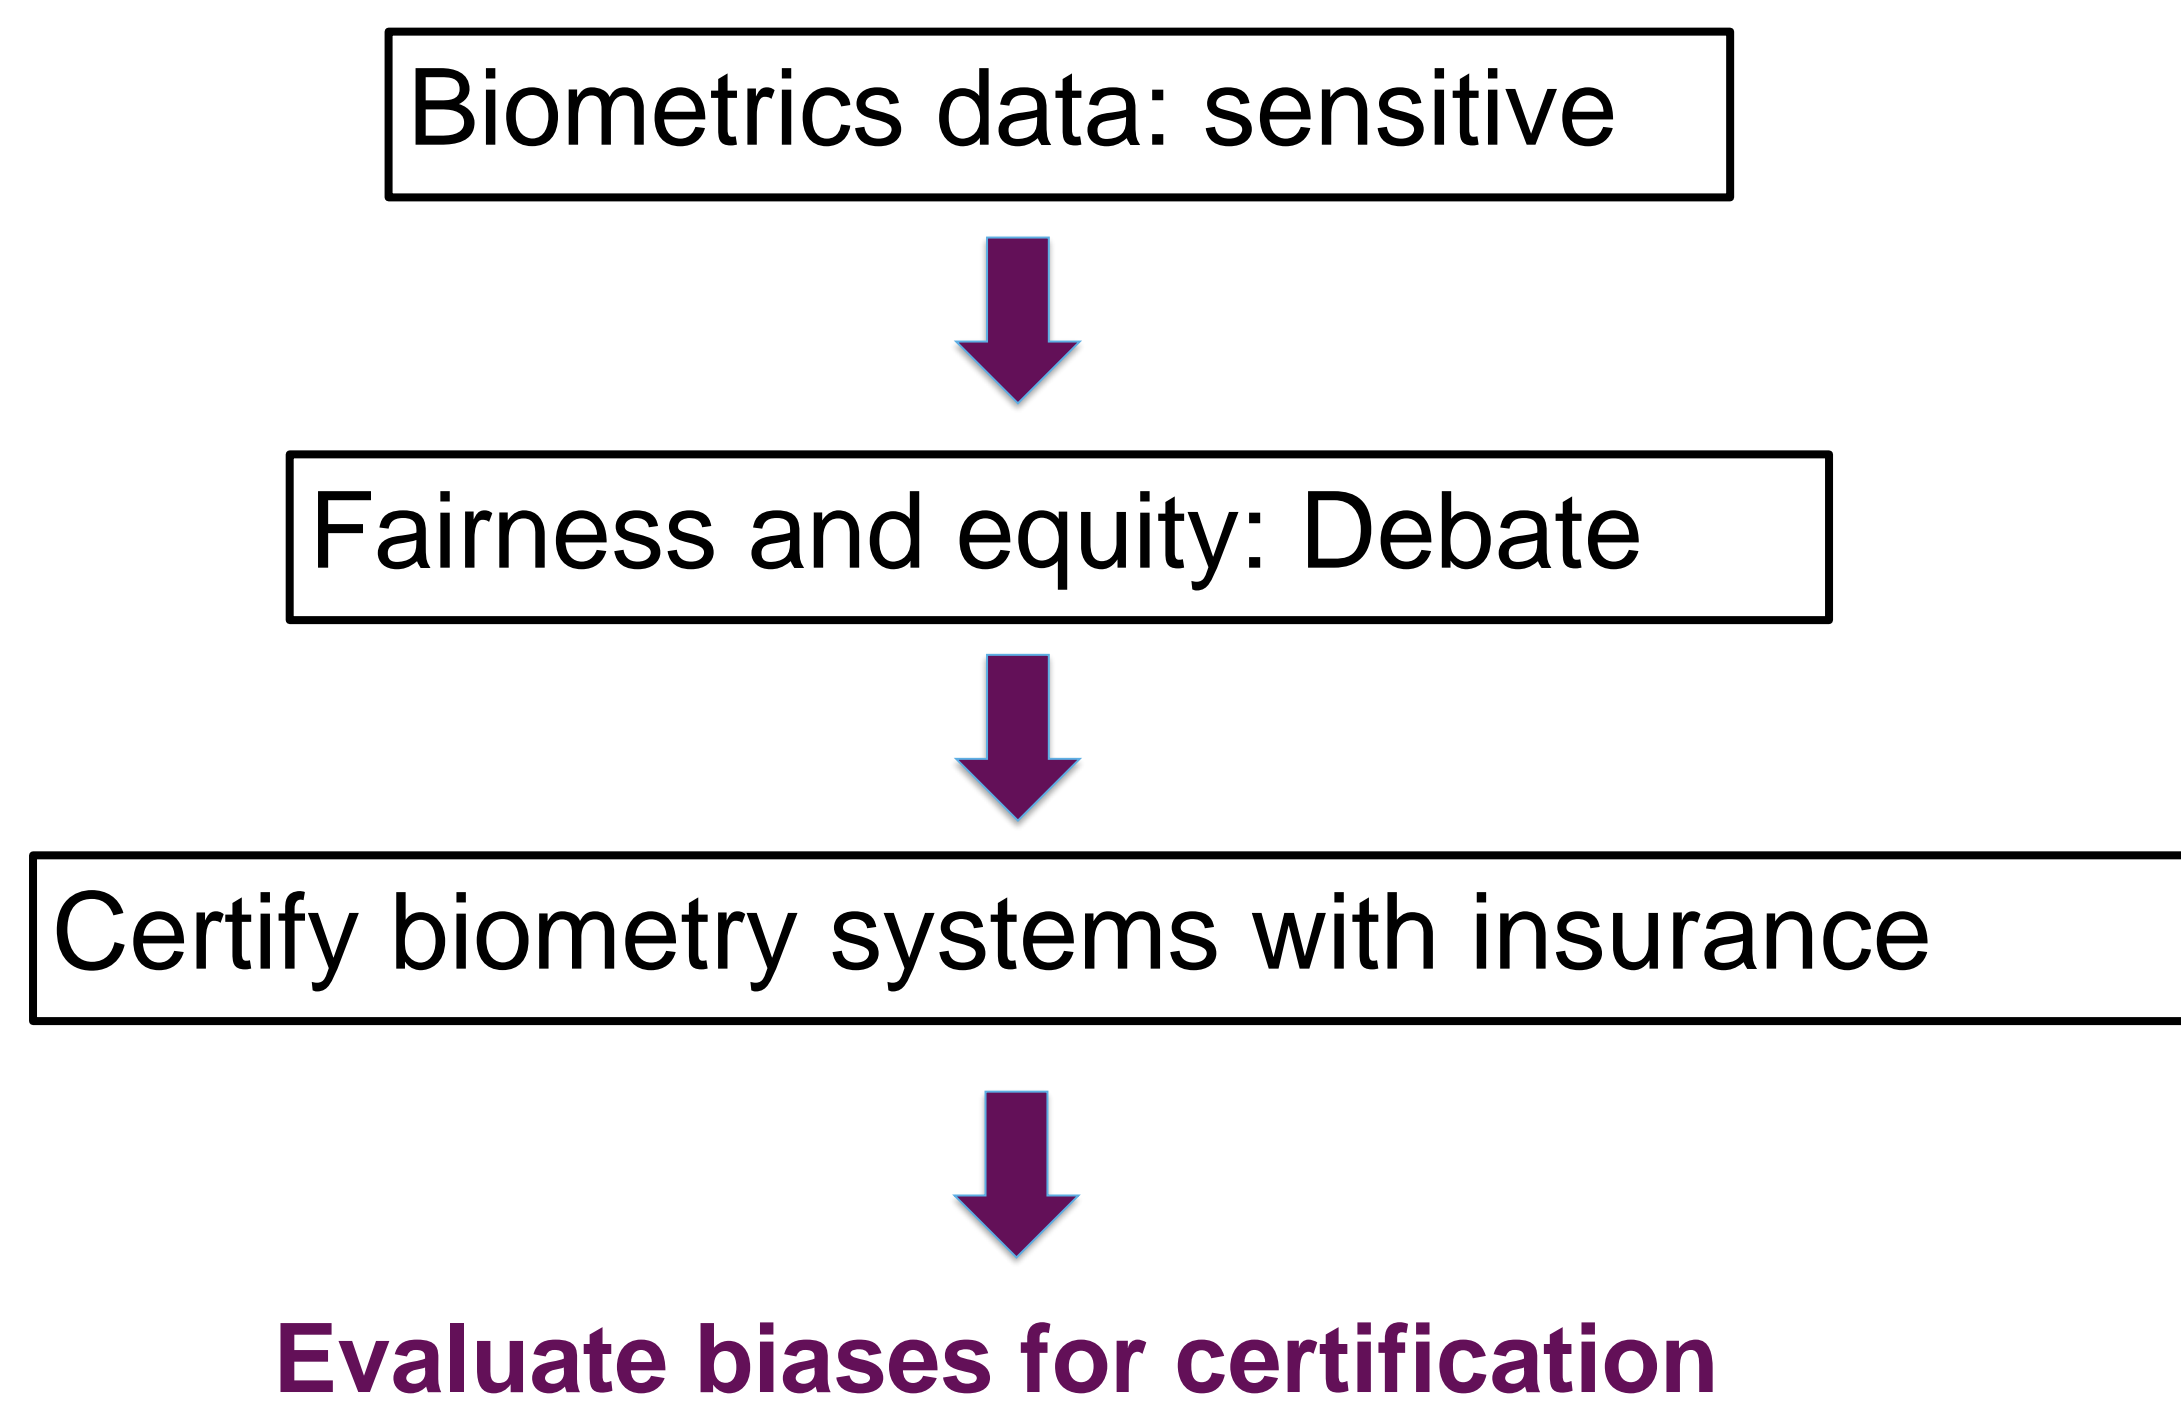 Biometrics data: sensitive
Fairness and equity: Debate
Certify biometry systems with insurance
Evaluate biases for certification